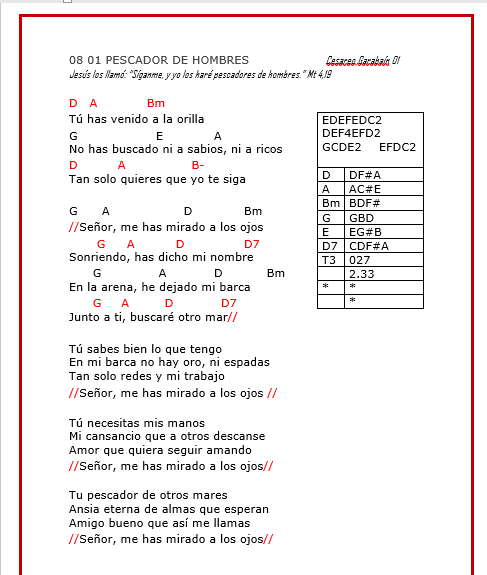 08 01 PESCADOR DE HOMBRES Cesareo Garabaín 01
Jesús los llamó: “Síganme, y yo los haré pescadores de hombres.” Mt 4,19
D A Bm
Tú has venido a la orilla
G E A
No has buscado ni a sabios, ni a ricos
D A B-
Tan solo quieres que yo te siga
G A D Bm
//Señor, me has mirado a los ojos
G A D D7
Sonriendo, has dicho mi nombre
G A D Bm
En la arena, he dejado mi barca
G A D D7
Junto a ti, buscaré otro mar//
Tú sabes bien lo que tengo
En mi barca no hay oro, ni espadas
Tan solo redes y mi trabajo
//Señor, me has mirado a los ojos //
Tú necesitas mis manos
Mi cansancio que a otros descanse
Amor que quiera seguir amando
//Señor, me has mirado a los ojos//
Tu pescador de otros mares
Ansia eterna de almas que esperan
Amigo bueno que así me llamas
//Señor, me has mirado a los ojos//
EDEFEDC2
DEF4EFD2
GCDE2 EFDC2
D DF#A
A AC#E
Bm BDF#
G GBD
E EG#B
D7 CDF#A
T3 027
2.33
* *
*